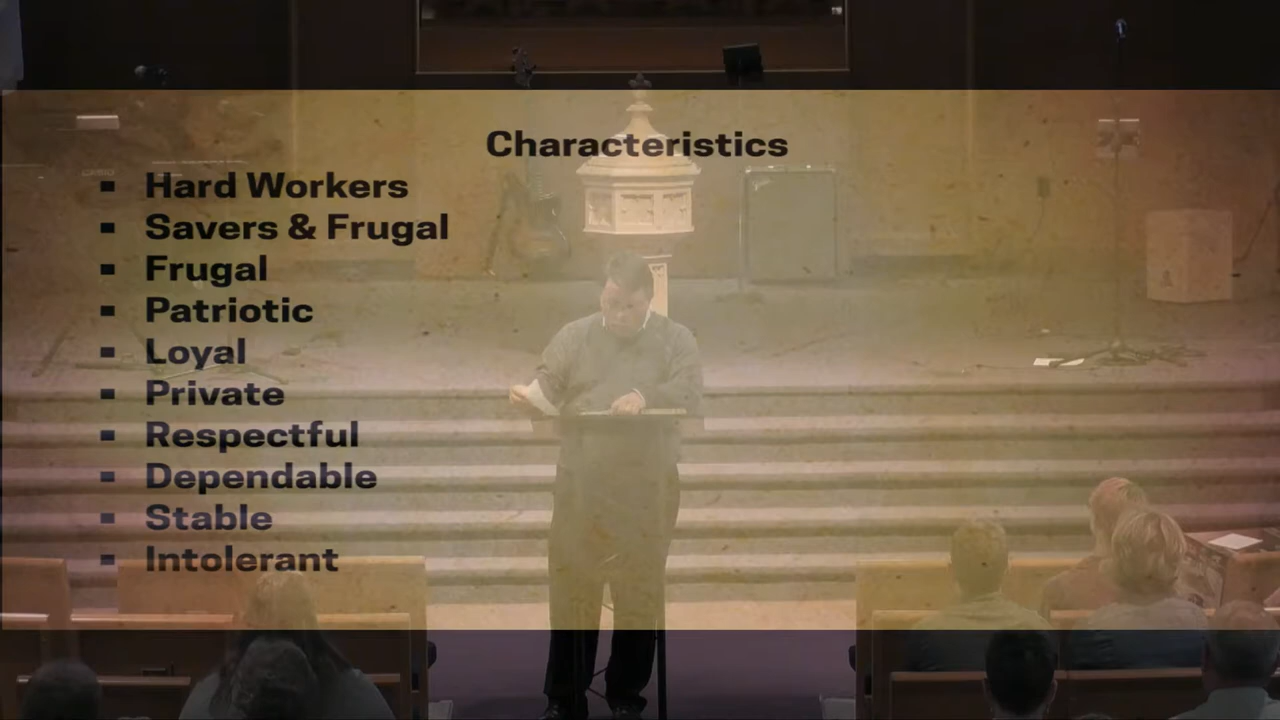 Characteristics
▪ Hard Workers
▪ Savers & Frugal
▪ Frugal
▪ Patriotic
▪ Loyal
▪ Private
▪ Respectful
▪ Dependable
▪ Stable
▪ Intolerant